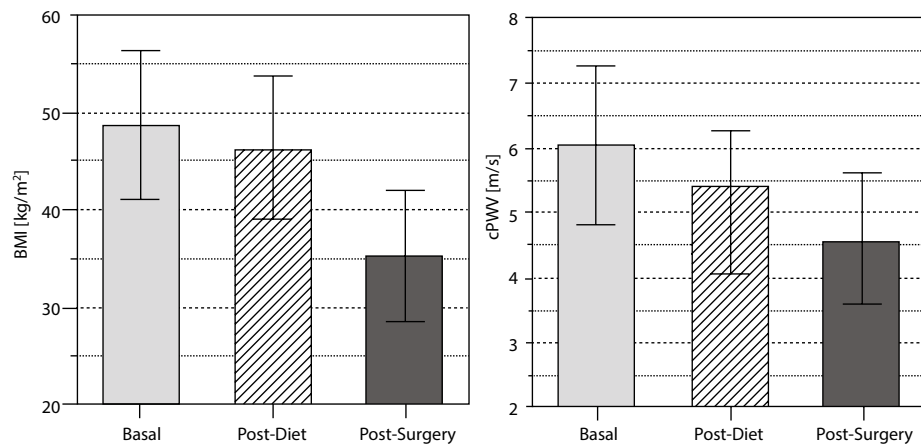 60
50
40
30
20
BMI [kg/m²]
Basal
Post-Diet
Post-Surgery
8
7
6
5
4
3
2
cPWV [m/s]
Basal
Post-Diet
Post-Surgery